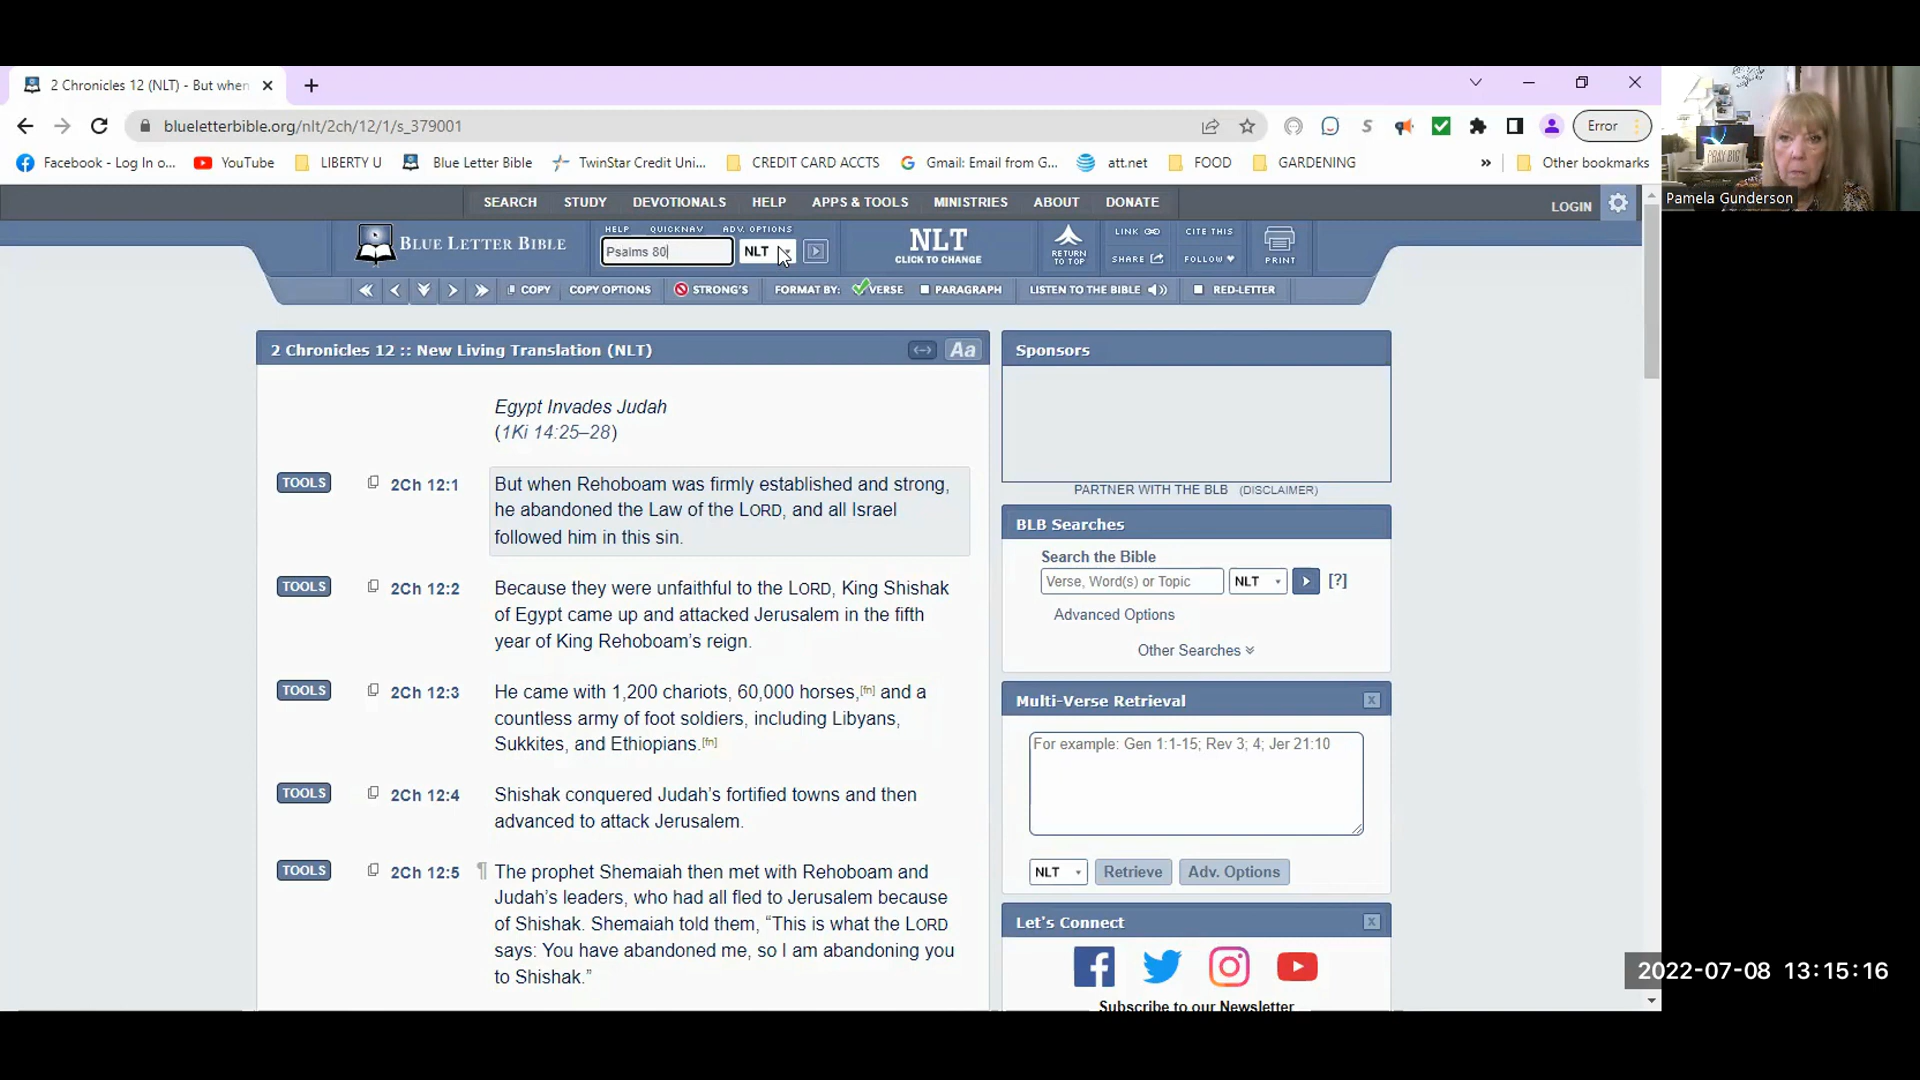 2 Chronicles 12 (NLT) - But when
blueletterbible.org/nlt/2ch/12/1/s_379001
Error
Facebook - Log In o...
YouTube
LIBERTY U
Blue Letter Bible
TwinStar Credit Uni...
CREDIT CARD ACCTS
Gmail: Email from G...
att.net
FOOD
GARDENING
»
Other bookmarks
PRAY BIG
Pamela Gunderson
SEARCH STUDY DEVOTIONALS HELP APPS & TOOLS MINISTRIES ABOUT DONATE
LOGIN
BLUE LETTER BIBLE
HELP QUICKNAV ADV. OPTIONS
Psalms 80
NLT
NLT
CLICK TO CHANGE
RETURN
TO TOP
LINK
CITE THIS
SHARE
FOLLOW
PRINT
COPY COPY OPTIONS STRONG'S FORMAT BY: VERSE PARAGRAPH LISTEN TO THE BIBLE RED-LETTER
2 Chronicles 12 :: New Living Translation (NLT)
Aa
Egypt Invades Judah
(1Ki 14:25–28)
TOOLS
2Ch 12:1
But when Rehoboam was firmly established and strong,
he abandoned the Law of the LORD, and all Israel
followed him in this sin.
TOOLS
2Ch 12:2
Because they were unfaithful to the LORD, King Shishak
of Egypt came up and attacked Jerusalem in the fifth
year of King Rehoboam's reign.
TOOLS
2Ch 12:3
He came with 1,200 chariots, 60,000 horses,[fn] and a
countless army of foot soldiers, including Libyans,
Sukkites, and Ethiopians.[fn]
TOOLS
2Ch 12:4
Shishak conquered Judah's fortified towns and then
advanced to attack Jerusalem.
TOOLS
2Ch 12:5
¶ The prophet Shemaiah then met with Rehoboam and
Judah's leaders, who had all fled to Jerusalem because
of Shishak. Shemaiah told them, “This is what the LORD
says: You have abandoned me, so I am abandoning you
to Shishak.”
Sponsors
PARTNER WITH THE BLB (DISCLAIMER)
BLB Searches
Search the Bible
Verse, Word(s) or Topic
NLT
[?]
Advanced Options
Other Searches
Multi-Verse Retrieval
x
For example: Gen 1:1-15; Rev 3; 4; Jer 21:10
NLT
Retrieve
Adv. Options
Let's Connect
x
Subscribe to our Newsletter
2022-07-08 13:15:16